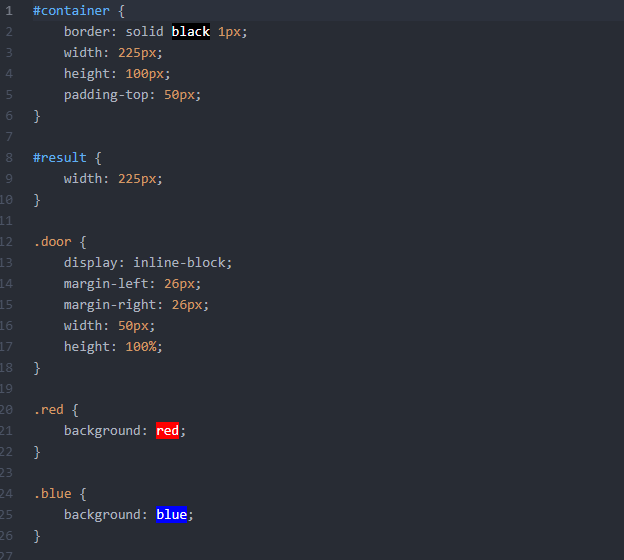 1 #container {
2     border: solid black 1px;
3     width: 225px;
4     height: 100px;
5     padding-top: 50px;
6 }
7
8 #result {
9     width: 225px;
10 }
11
12 .door {
13     display: inline-block;
14     margin-left: 26px;
15     margin-right: 26px;
16     width: 50px;
17     height: 100%;
18 }
19
20 .red {
21     background: red;
22 }
23
24 .blue {
25     background: blue;
26 }
27